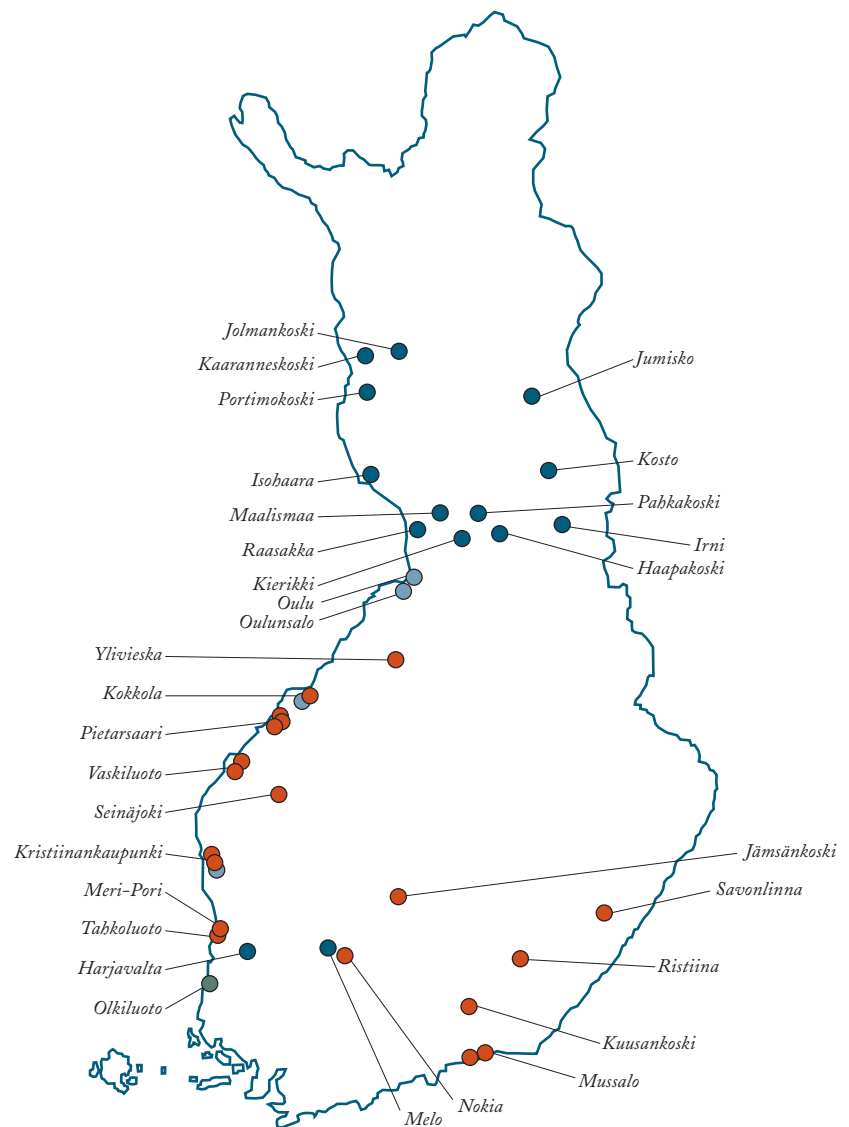 Jolmankoski
Kaaranneskoski
Portimokoski
Jumisko
Isohaara
Kosto
Maalismaa
Pahkakoski
Raasakka
Irni
Haapakoski
Kierikki
Oulu
Oulunsalo
Ylivieska
Kokkola
Pietarsaari
Vaskiluoto
Seinäjoki
Kristiinankaupunki
Jämsänkoski
Meri-Pori
Savonlinna
Tahkoluoto
Harjavalta
Ristiina
Olkiluoto
Kuusankoski
Mussalo
Nokia
Melo